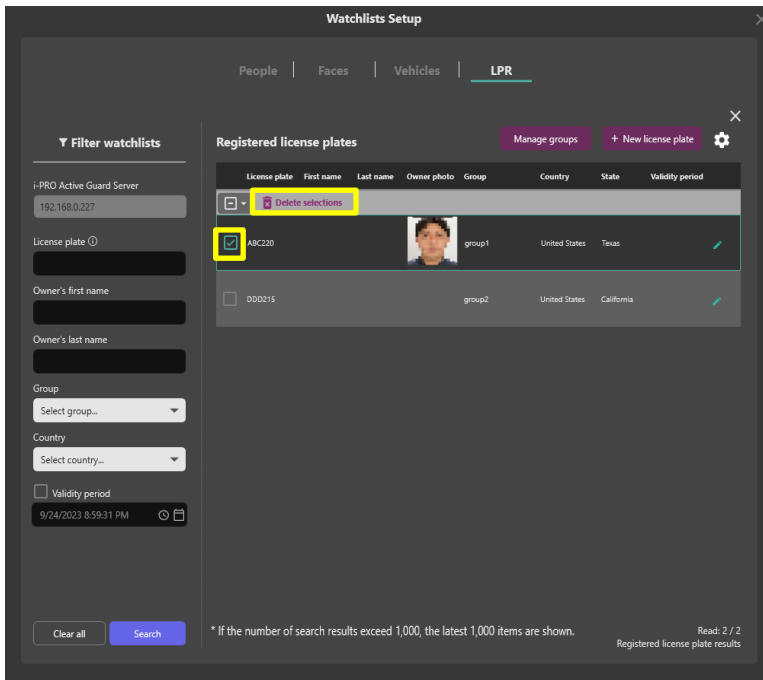 Watchlists Setup
People
Faces
Vehicles
LPR
Filter watchlists
i-PRO Active Guard Server
192.168.0.227
License plate
Owner's first name
Owner's last name
Group
Select group...
Country
Select country...
Validity period
9/24/2023 8:59:31 PM
Clear all
Search
Registered license plates
Manage groups
+ New license plate
License plate First name Last name Owner photo Group Country State Validity period
Delete selections
ABC220 group1 United States Texas
DDD215 group2 United States California
* If the number of search results exceed 1,000, the latest 1,000 items are shown.
Read: 2 / 2
Registered license plate results